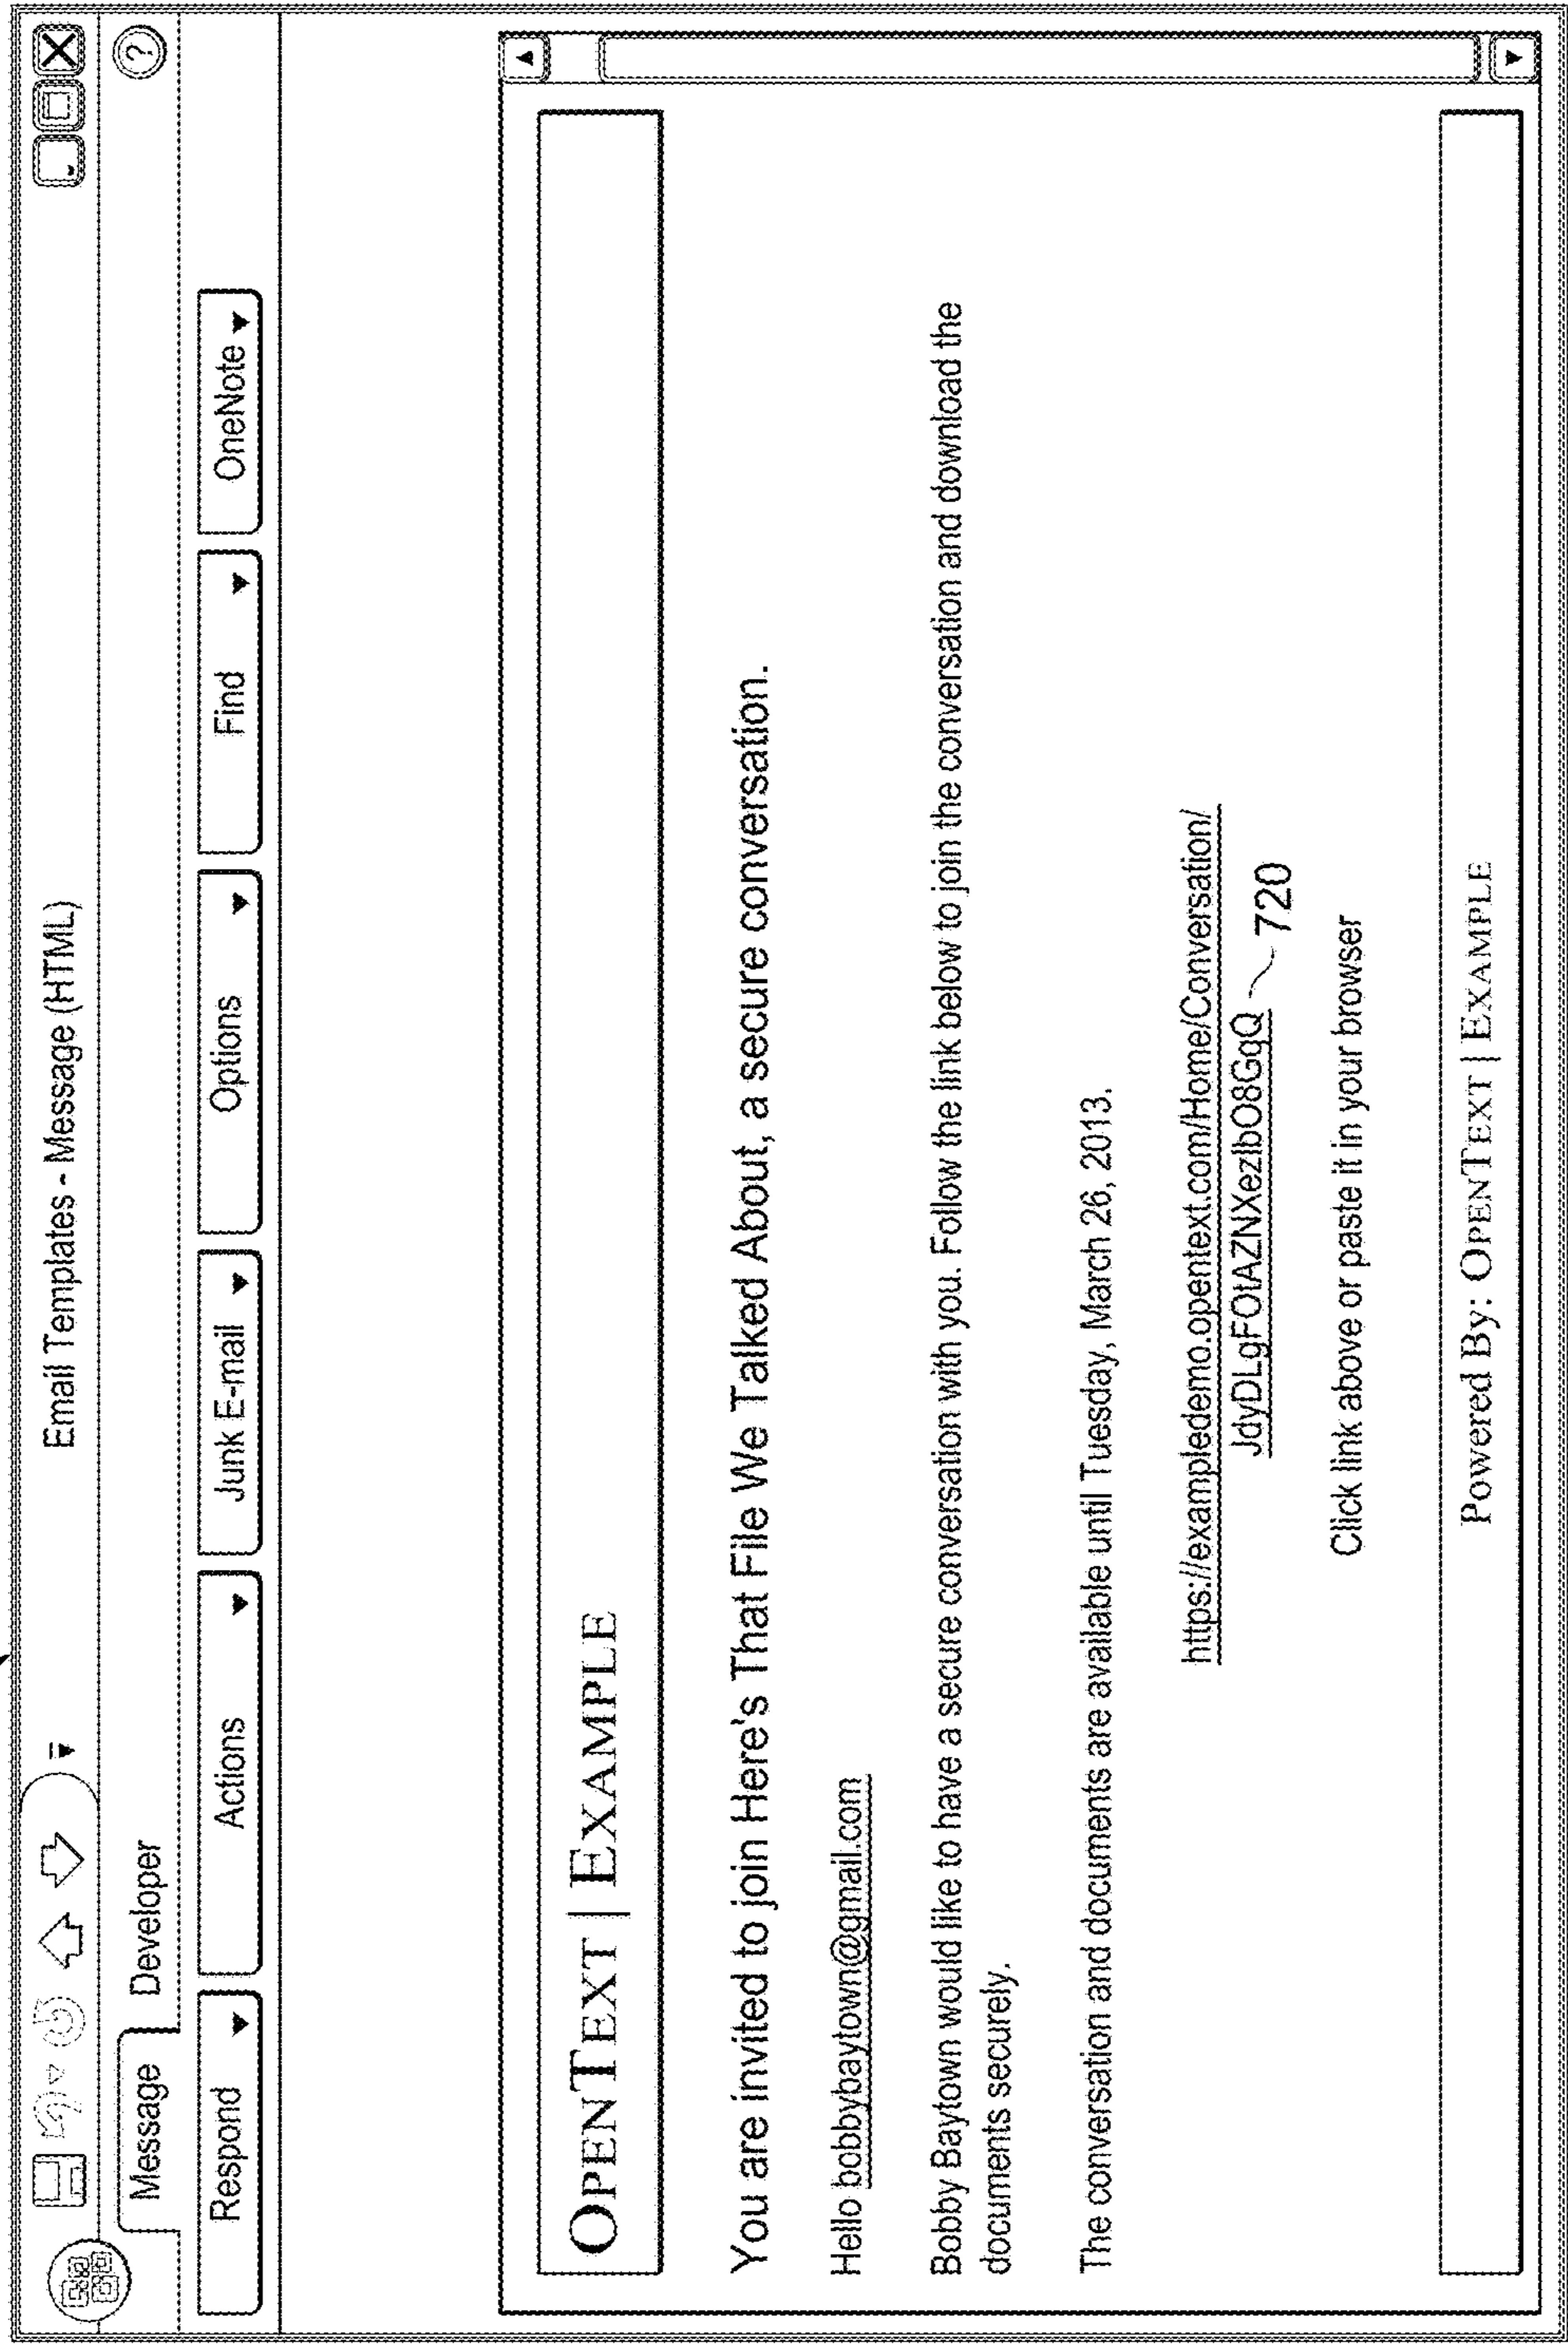 Email Templates - Message (HTML)
?
Message Developer
Respond Actions Junk E-mail Options Find OneNote
OPENTEXT | EXAMPLE
You are invited to join Here's That File We Talked About, a secure conversation.
Hello bobbybaytown@gmail.com
Bobby Baytown would like to have a secure conversation with you. Follow the link below to join the conversation and download the
documents securely.
The conversation and documents are available until Tuesday, March 26, 2013.
https://exampledemo.opentext.com/Home/Conversation/
JdyDLgFOtAZNXezlbO8GqQ 720
Click link above or paste it in your browser
Powered By: OPENTEXT | EXAMPLE